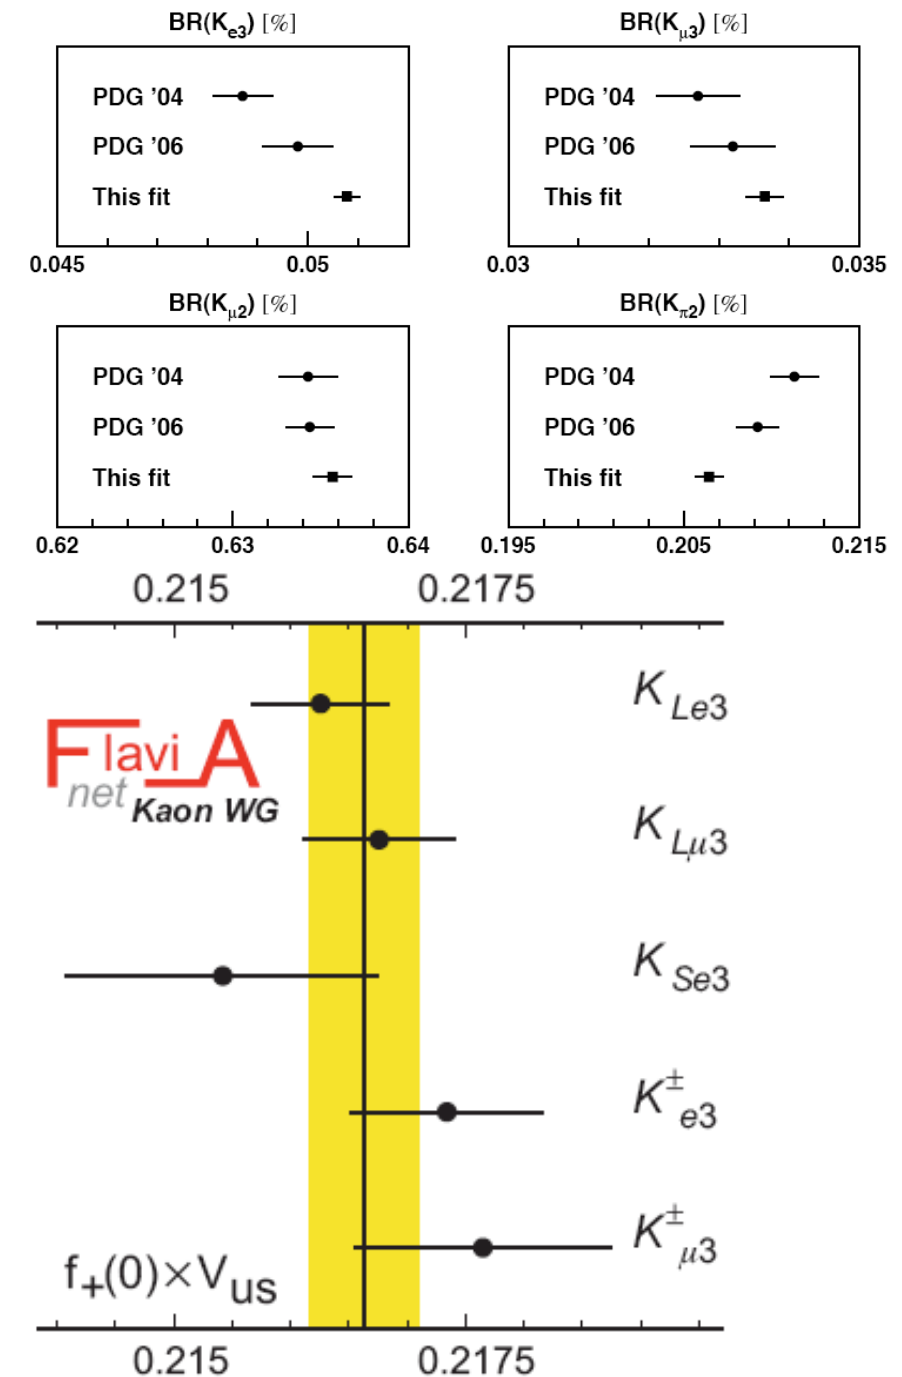 BR(Ke3) [%]
PDG '04
PDG '06
This fit
0.045 0.05
BR(Kμ3) [%]
PDG '04
PDG '06
This fit
0.03 0.035
BR(Kμ2) [%]
PDG '04
PDG '06
This fit
0.62 0.63 0.64
BR(Kπ2) [%]
PDG '04
PDG '06
This fit
0.195 0.205 0.215
0.215 0.2175
K Le3
FlaviA
net Kaon WG
K Lμ3
K Se3
K± e3
K± μ3
f+(0)×Vus
0.215 0.2175